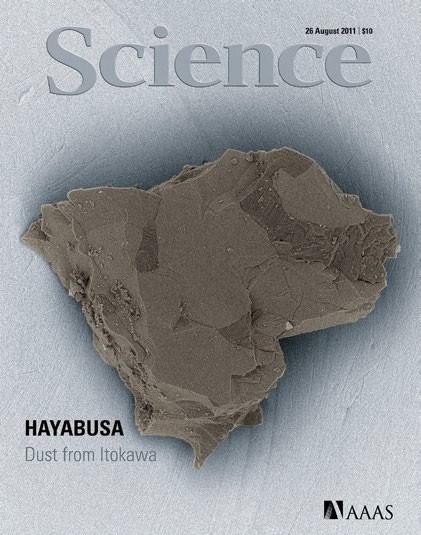 26 August 2011 | $10
Science
HAYABUSA
Dust from Itokawa
AAAS